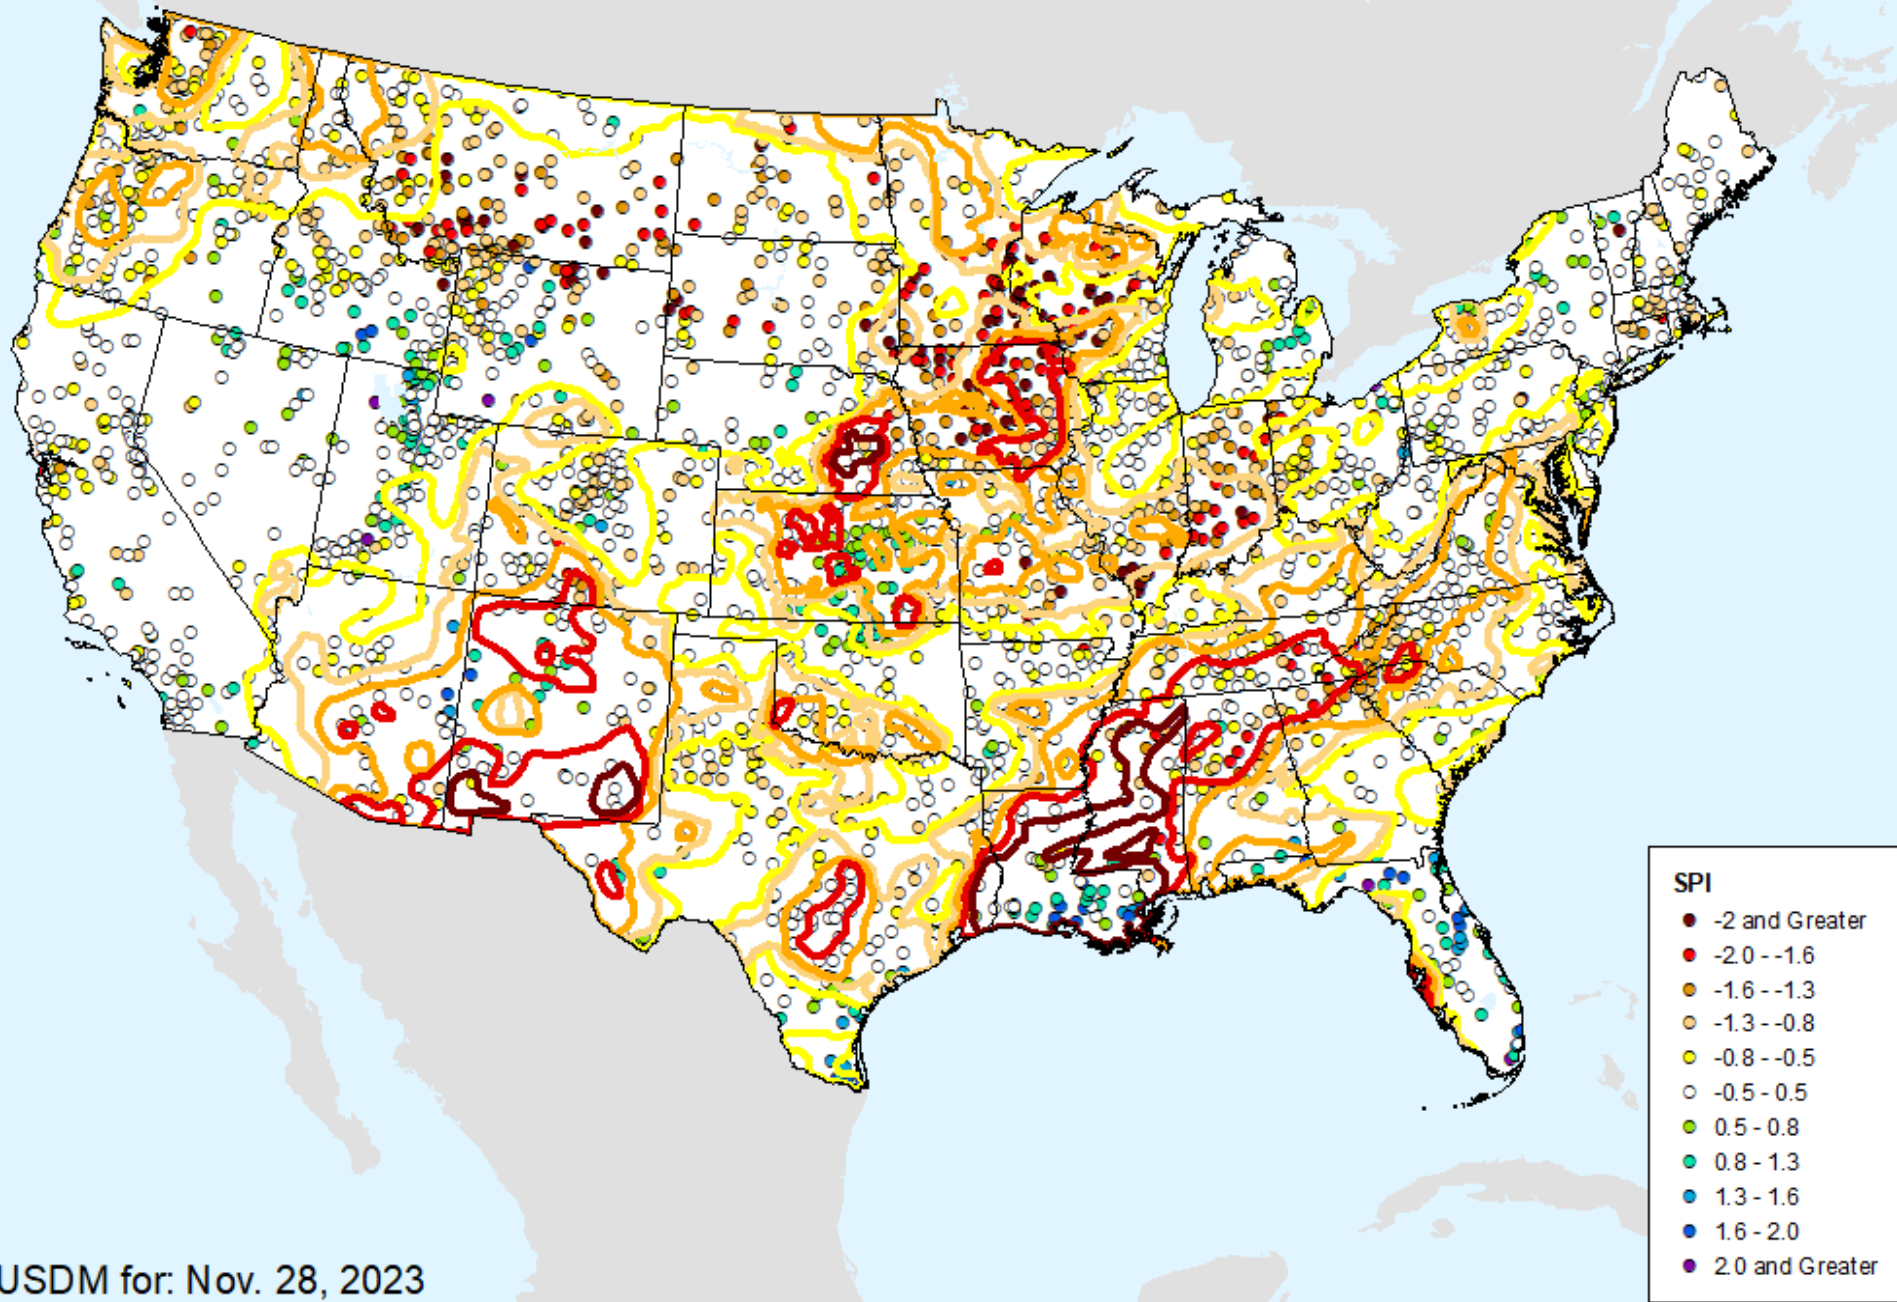 SPI
-2 and Greater
-2.0 - -1.6
-1.6 - -1.3
-1.3 - -0.8
-0.8 - -0.5
-0.5 - 0.5
0.5 - 0.8
0.8 - 1.3
1.3 - 1.6
1.6 - 2.0
2.0 and Greater
USDM for: Nov. 28, 2023